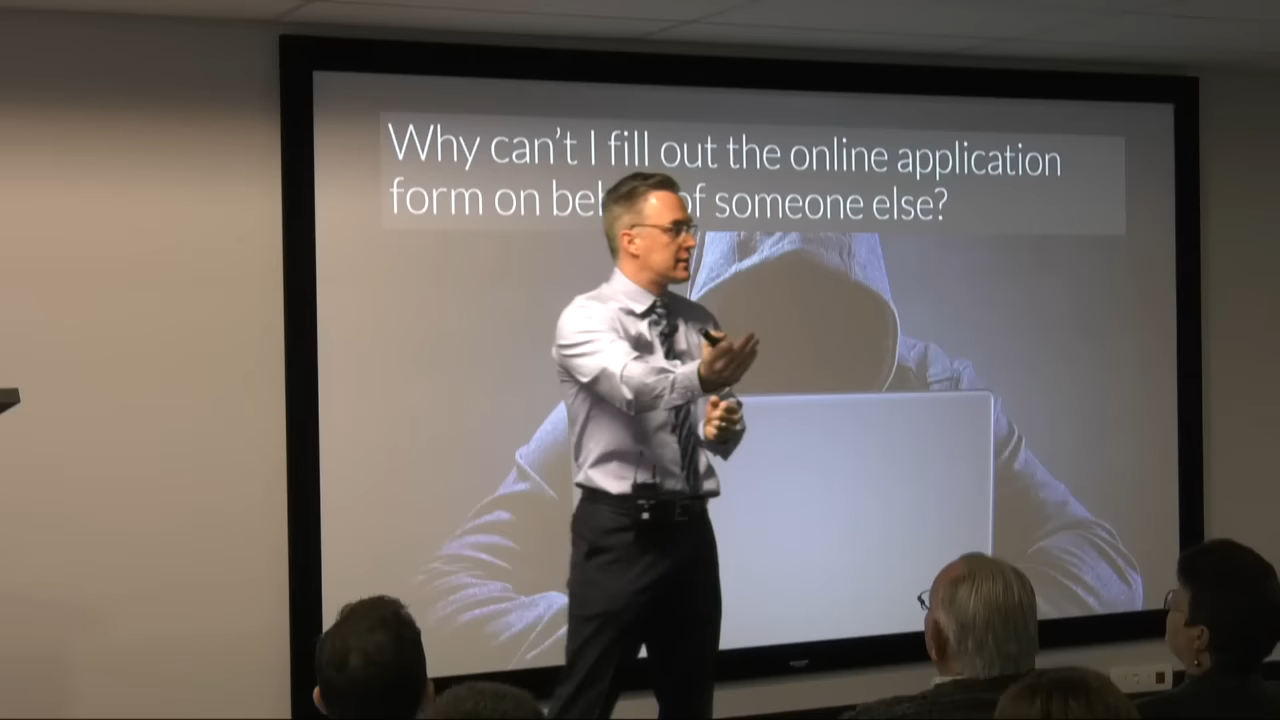 Why can't I fill out the online application
form on of someone else?